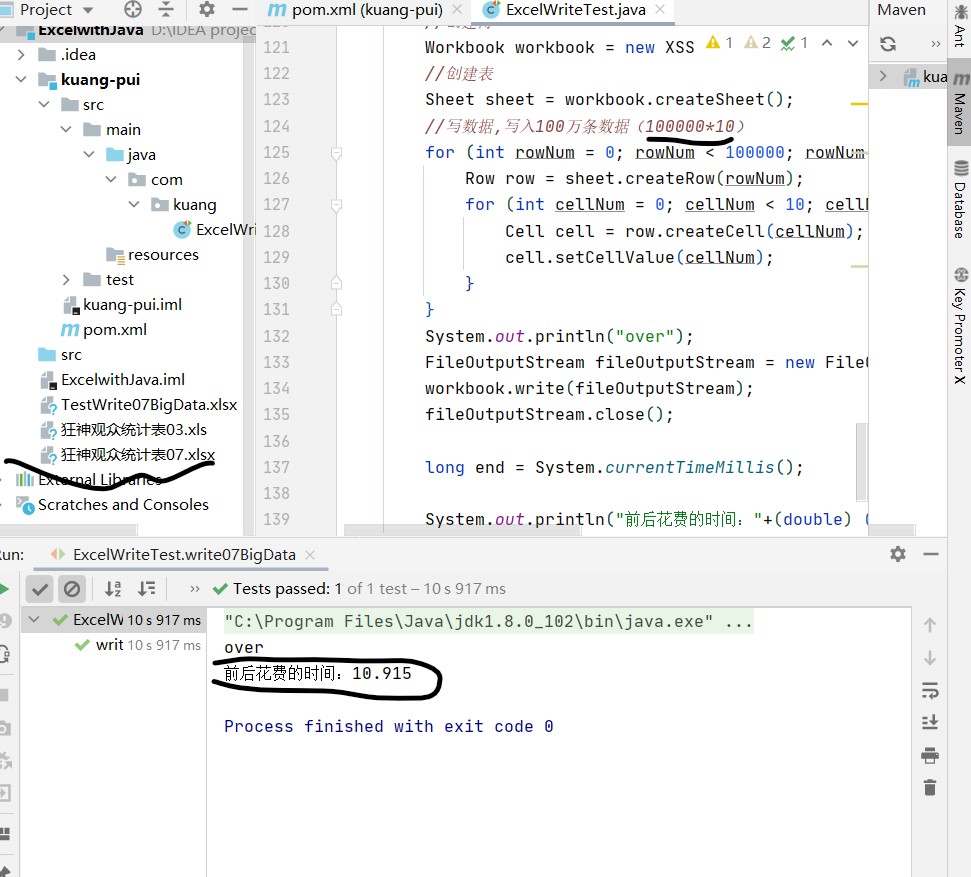 Project
pom.xml (kuang-pui)
ExcelWriteTest.java
Maven
ExcelwithJava D:\IDEA projec
.idea
kuang-pui
src
main
java
com
kuang
ExcelWri
resources
test
kuang-pui.iml
pom.xml
src
ExcelwithJava.iml
TestWrite07BigData.xlsx
狂神观众统计表03.xls
狂神观众统计表07.xlsx
External Libraries
Scratches and Consoles
1 2 1
121 Workbook workbook = new XSS
122 //创建表
123 Sheet sheet = workbook.createSheet();
124 //写数据,写入100万条数据（100000*10）
125 for (int rowNum = 0; rowNum < 100000; rowNum
126 Row row = sheet.createRow(rowNum);
127 for (int cellNum = 0; cellNum < 10; cell
128 Cell cell = row.createCell(cellNum);
129 cell.setCellValue(cellNum);
130 }
131 }
132 System.out.println("over");
133 FileOutputStream fileOutputStream = new File
134 workbook.write(fileOutputStream);
135 fileOutputStream.close();
136
137 long end = System.currentTimeMillis();
138
139 System.out.println("前后花费的时间："+(double) (
kua
Ant
Maven
Database
Key Promoter X
un:
ExcelWriteTest.write07BigData
Tests passed: 1 of 1 test – 10 s 917 ms
ExcelW 10 s 917 ms
writ 10 s 917 ms
"C:\Program Files\Java\jdk1.8.0_102\bin\java.exe" ...
over
前后花费的时间：10.915
Process finished with exit code 0